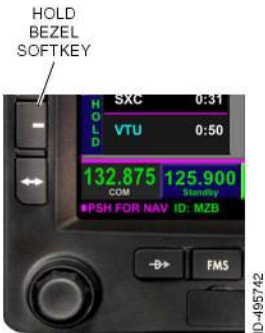 HOLD
BEZEL
SOFTKEY
HOLD
SXC 0:31
VTU 0:50
132.875 125.900
COM Standby
PSH FOR NAV ID: MZB
FMS
ID-495742